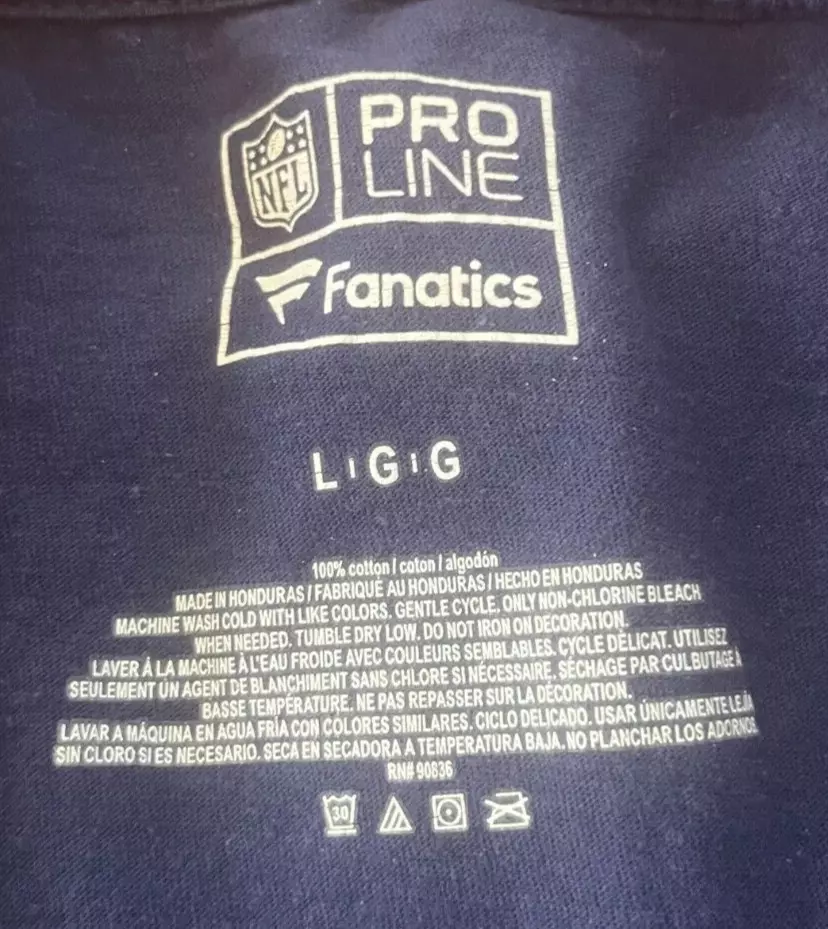 NFL
PRO
LINE
Fanatics
L | G | G
100% cotton / coton / algodón
MADE IN HONDURAS / FABRIQUÉ AU HONDURAS / HECHO EN HONDURAS
MACHINE WASH COLD WITH LIKE COLORS. GENTLE CYCLE. ONLY NON-CHLORINE BLEACH
WHEN NEEDED. TUMBLE DRY LOW. DO NOT IRON ON DECORATION.
LAVER À LA MACHINE À L'EAU FROIDE AVEC COULEURS SEMBLABLES. CYCLE DÉLICAT. UTILISEZ
SEULEMENT UN AGENT DE BLANCHIMENT SANS CHLORE SI NÉCESSAIRE. SÉCHAGE PAR CULBUTAGE À
BASSE TEMPÉRATURE. NE PAS REPASSER SUR LA DÉCORATION.
LAVAR A MÁQUINA EN AGUA FRÍA CON COLORES SIMILARES. CICLO DELICADO. USAR ÚNICAMENTE LEJÍA
SIN CLORO SI ES NECESARIO. SECA EN SECADORA A TEMPERATURA BAJA. NO PLANCHAR LOS ADORNOS.
RN# 90836
30